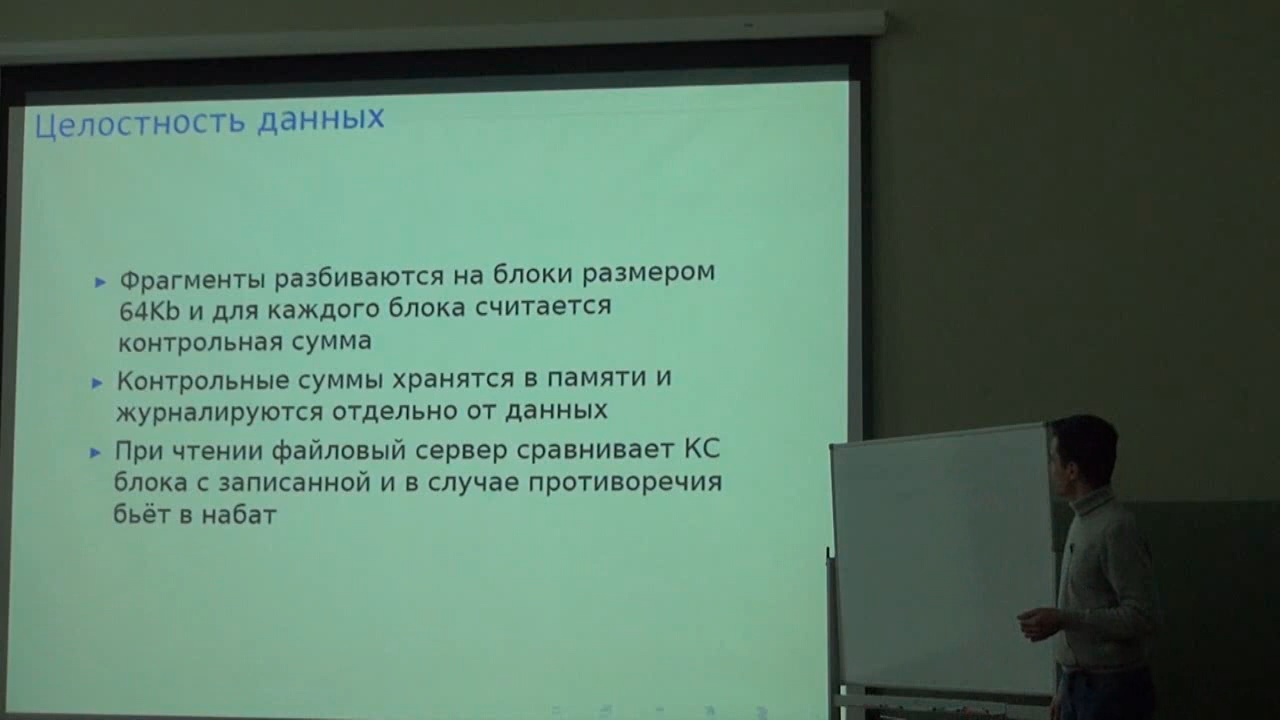 Целостность данных
Фрагменты разбиваются на блоки размером
64Kb и для каждого блока считается
контрольная сумма
Контрольные суммы хранятся в памяти и
журналируются отдельно от данных
При чтении файловый сервер сравнивает КС
блока с записанной и в случае противоречия
бьёт в набат